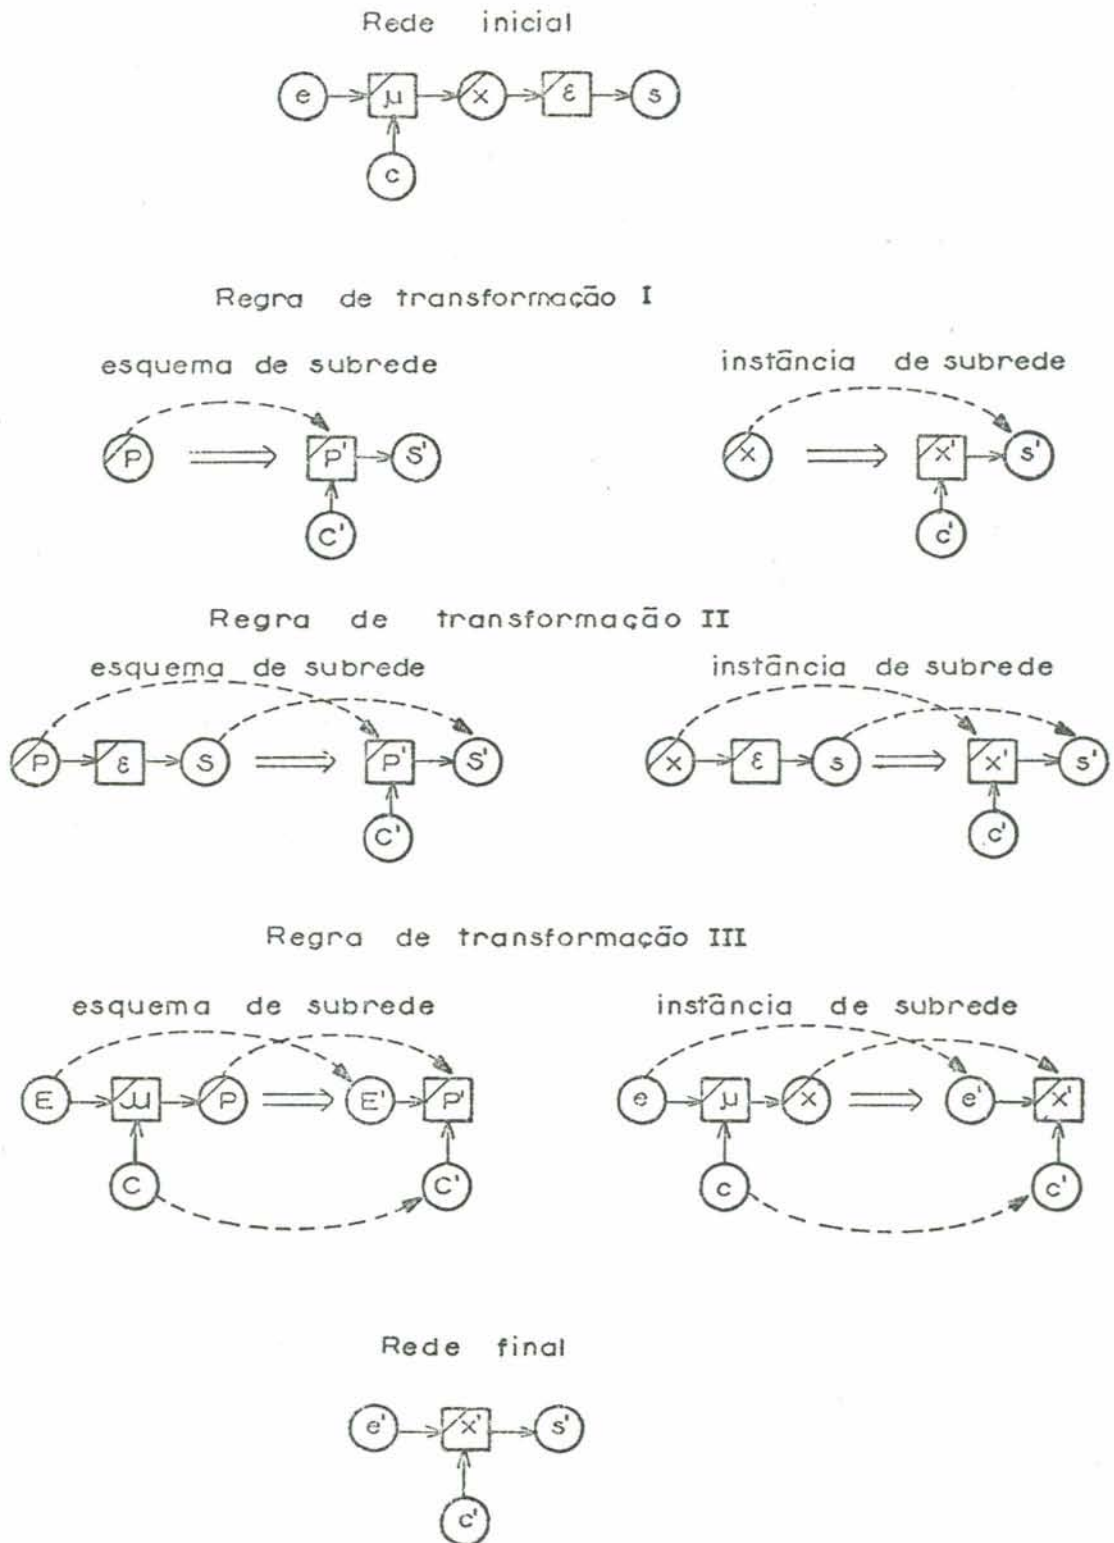 Rede inicial
e μ x ε s
c
Regra de transformação I
esquema de subrede instância de subrede
P P' S' x x' s'
C' c'
Regra de transformação II
esquema de subrede instância de subrede
P ε S P' S' x ε s x' s'
C' c'
Regra de transformação III
esquema de subrede instância de subrede
E μ P E' P' e μ x e' x'
C C' c c'
Rede final
e' x' s'
c'